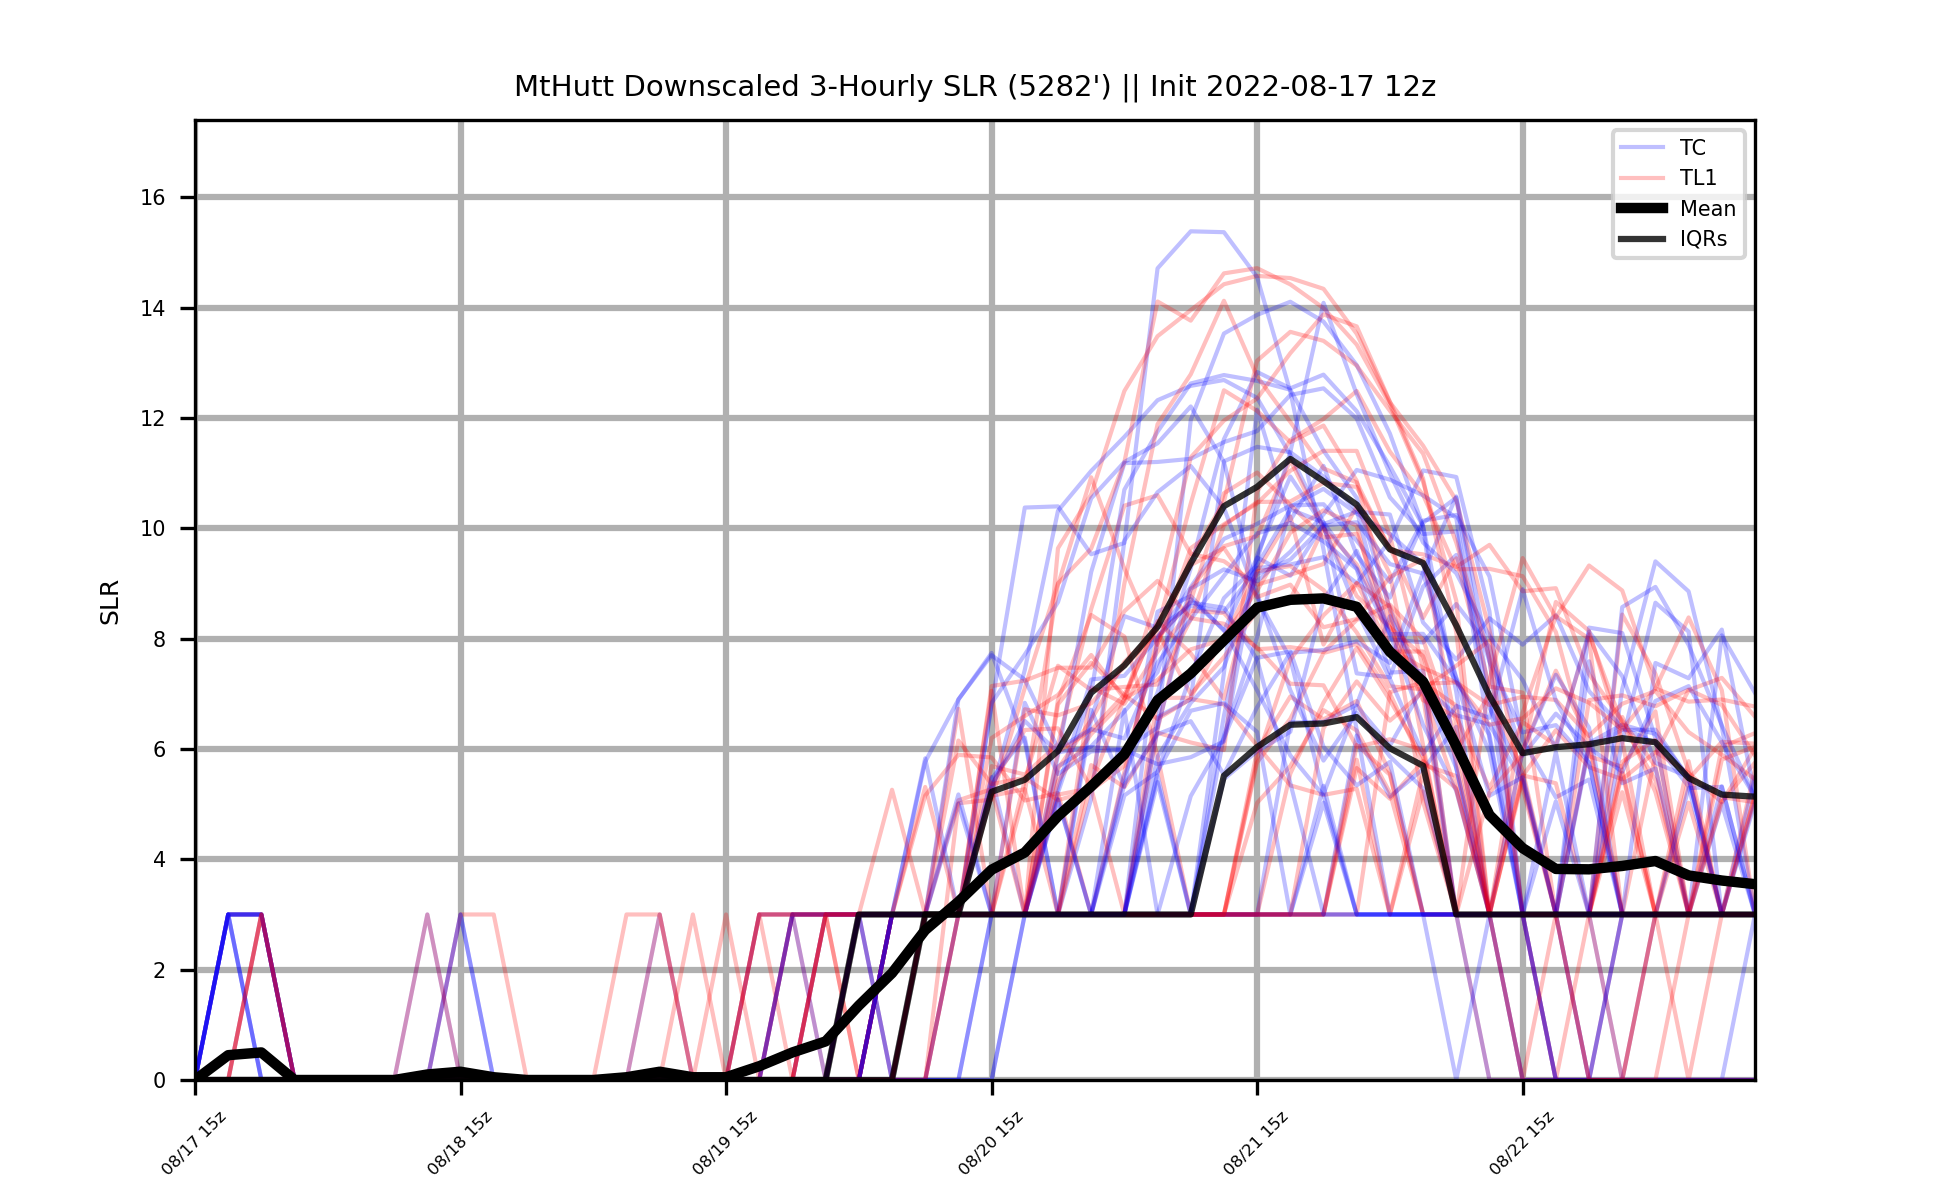 MtHutt Downscaled 3-Hourly SLR (5282') || Init 2022-08-17 12z
TC
TL1
Mean
IQRs
SLR
16
14
12
10
8
6
4
2
0
08/17 15z
08/18 15z
08/19 15z
08/20 15z
08/21 15z
08/22 15z